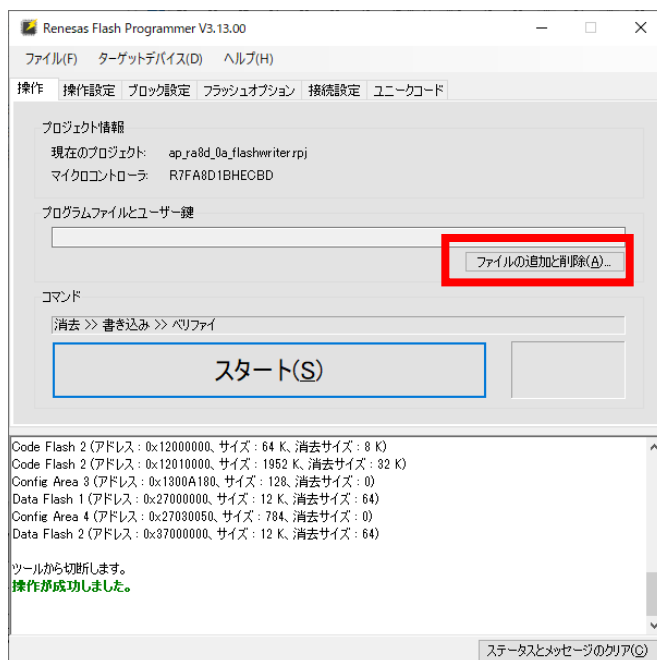 Renesas Flash Programmer V3.13.00
ファイル(F) ターゲットデバイス(D) ヘルプ(H)
操作 操作設定 ブロック設定 フラッシュオプション 接続設定 ユニークコード
プロジェクト情報
現在のプロジェクト: ap_ra8d_0a_flashwriter.rpj
マイクロコントローラ: R7FA8D1BHECBD
プログラムファイルとユーザー鍵
ファイルの追加と削除(A)...
コマンド
消去 >> 書き込み >> ベリファイ
スタート(S)
Code Flash 2 (アドレス : 0x12000000、サイズ : 64 K、消去サイズ : 8 K)
Code Flash 2 (アドレス : 0x12010000、サイズ : 1952 K、消去サイズ : 32 K)
Config Area 3 (アドレス : 0x1300A180、サイズ : 128、消去サイズ : 0)
Data Flash 1 (アドレス : 0x27000000、サイズ : 12 K、消去サイズ : 64)
Config Area 4 (アドレス : 0x27030050、サイズ : 784、消去サイズ : 0)
Data Flash 2 (アドレス : 0x37000000、サイズ : 12 K、消去サイズ : 64)
ツールから切断します。
操作が成功しました。
ステータスとメッセージのクリア(C)